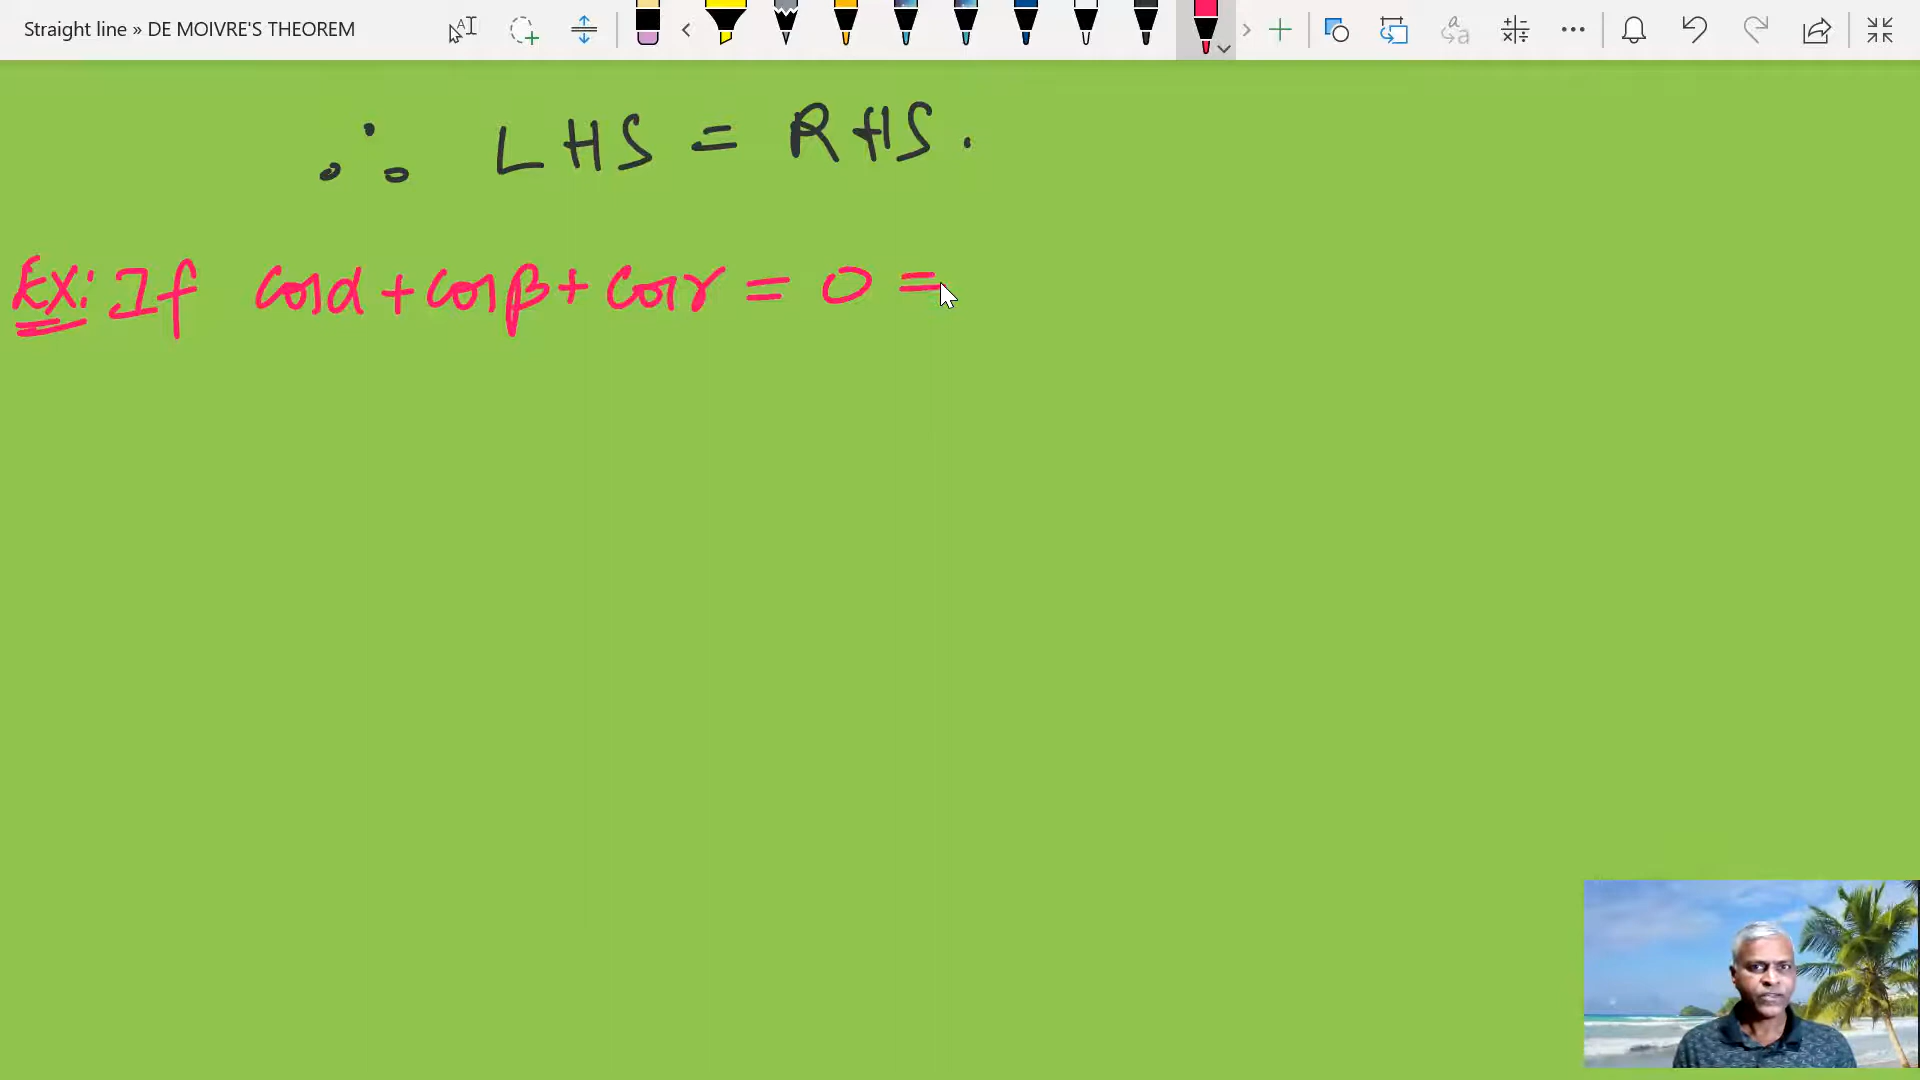 Straight line » DE MOIVRE'S THEOREM
∴ LHS = RHS.
EX: If cosα + cosβ + cosγ = 0 =